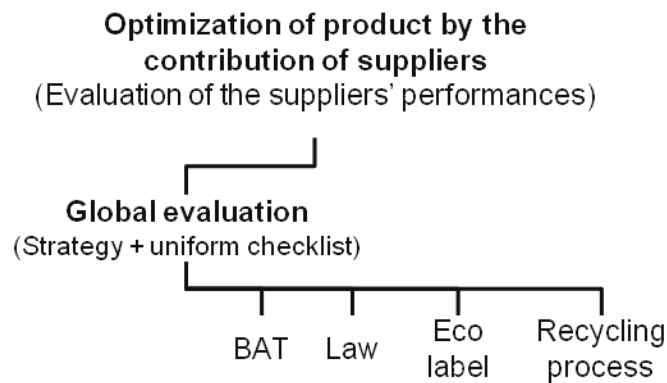 Optimization of product by the
contribution of suppliers
(Evaluation of the suppliers' performances)
Global evaluation
(Strategy + uniform checklist)
BAT
Law
Eco
label
Recycling
process